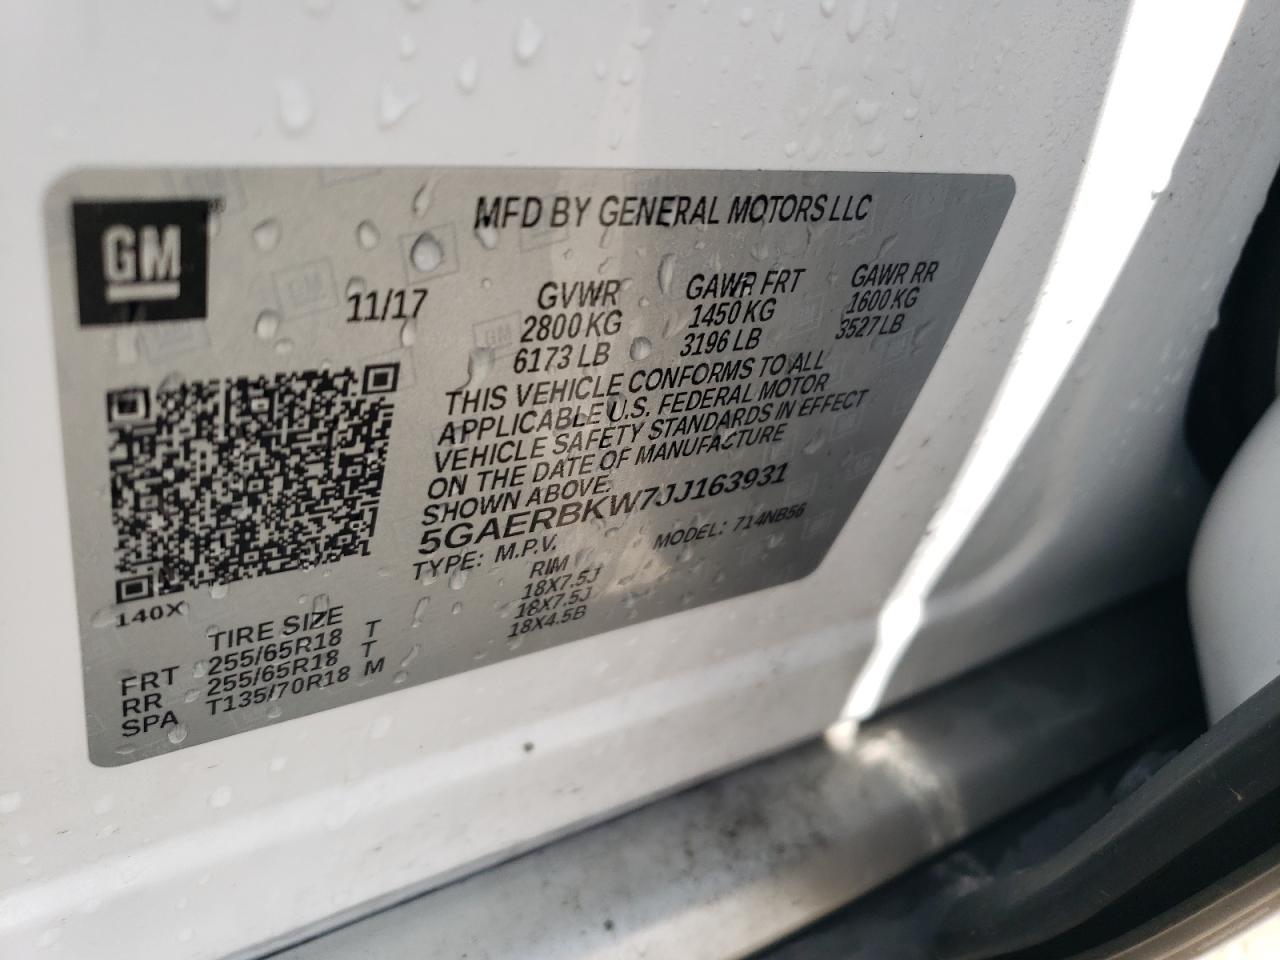 GM
MFD BY GENERAL MOTORS LLC
11/17
GVWR GAWR FRT GAWR RR
2800 KG 1450 KG 1600 KG
6173 LB 3196 LB 3527 LB
THIS VEHICLE CONFORMS TO ALL
APPLICABLE U.S. FEDERAL MOTOR
VEHICLE SAFETY STANDARDS IN EFFECT
ON THE DATE OF MANUFACTURE
SHOWN ABOVE.
5GAERBKW7JJ163931
TYPE: M.P.V. MODEL: 714NB56
140X
TIRE SIZE RIM
FRT 255/65R18 T 18X7.5J
RR 255/65R18 T 18X7.5J
SPA T135/70R18 M 18X4.5B